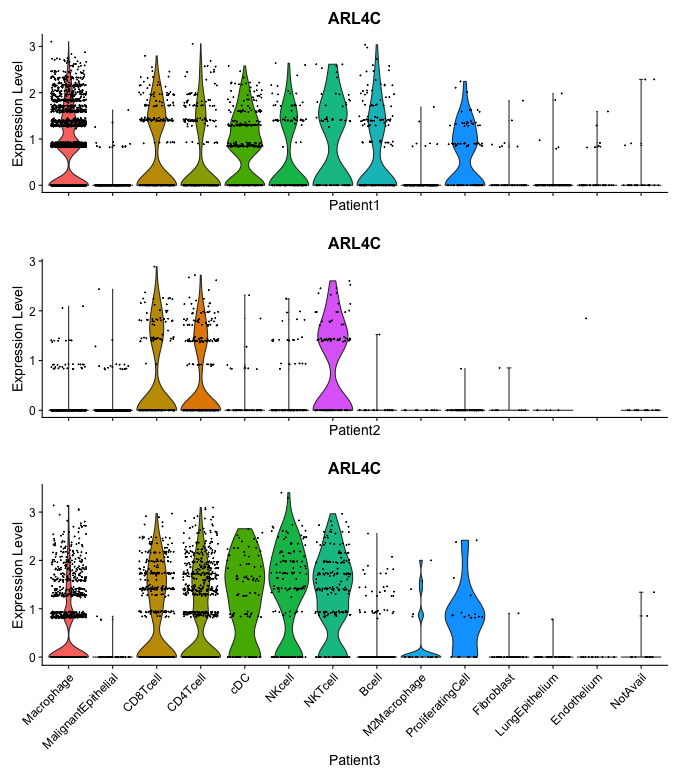 ARL4C
Expression Level
3
2
1
0
Patient1
ARL4C
Expression Level
3
2
1
0
Patient2
ARL4C
Expression Level
3
2
1
0
Macrophage
MalignantEpithelial
CD8Tcell
CD4Tcell
cDC
NKcell
NKTcell
Bcell
M2Macrophage
ProliferatingCell
Fibroblast
LungEpithelium
Endothelium
NotAvail
Patient3